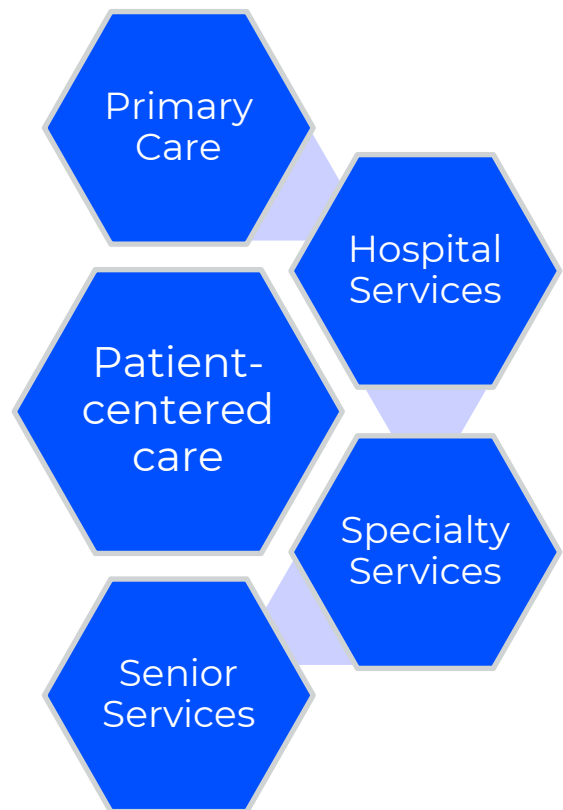 Primary
Care
Hospital
Services
Patient-
centered
care
Specialty
Services
Senior
Services